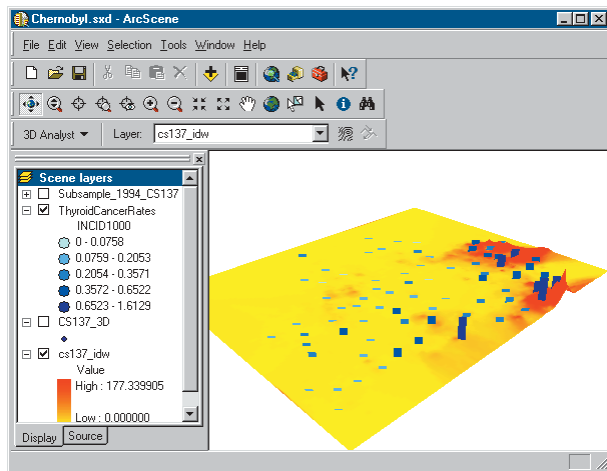 Chernobyl.sxd - ArcScene
File Edit View Selection Tools Window Help
3D Analyst Layer: cs137_idw
Scene layers
Subsample_1994_CS137
ThyroidCancerRates
INCID1000
0 - 0.0758
0.0759 - 0.2053
0.2054 - 0.3571
0.3572 - 0.6522
0.6523 - 1.6129
CS137_3D
cs137_idw
Value
High : 177.339905
Low : 0.000000
Display Source